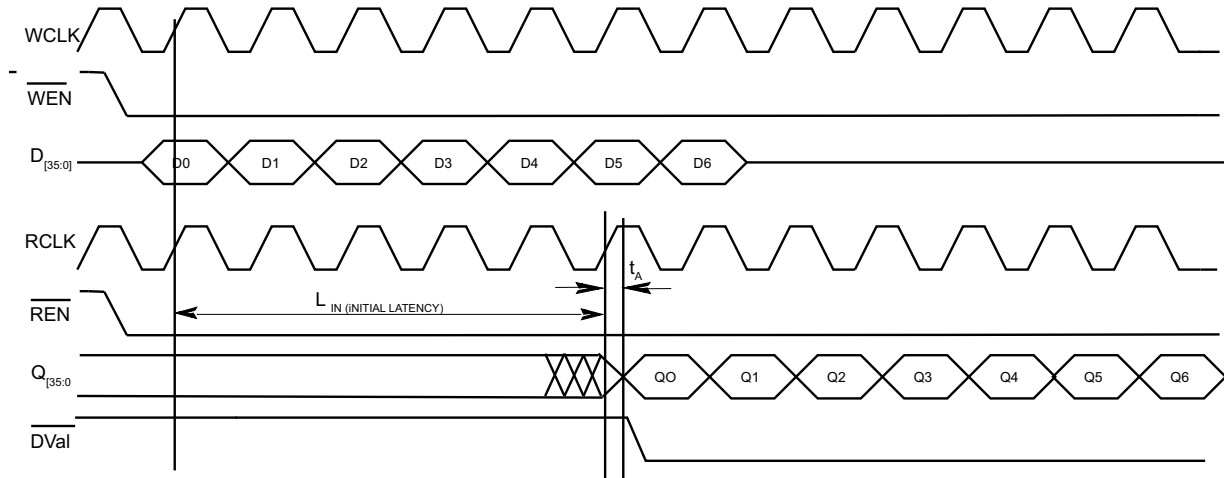 WCLK
WEN
D[35:0]
D0 D1 D2 D3 D4 D5 D6
RCLK
tA
REN
L IN (iNITIAL LATENCY)
Q[35:0
QO Q1 Q2 Q3 Q4 Q5 Q6
DVal